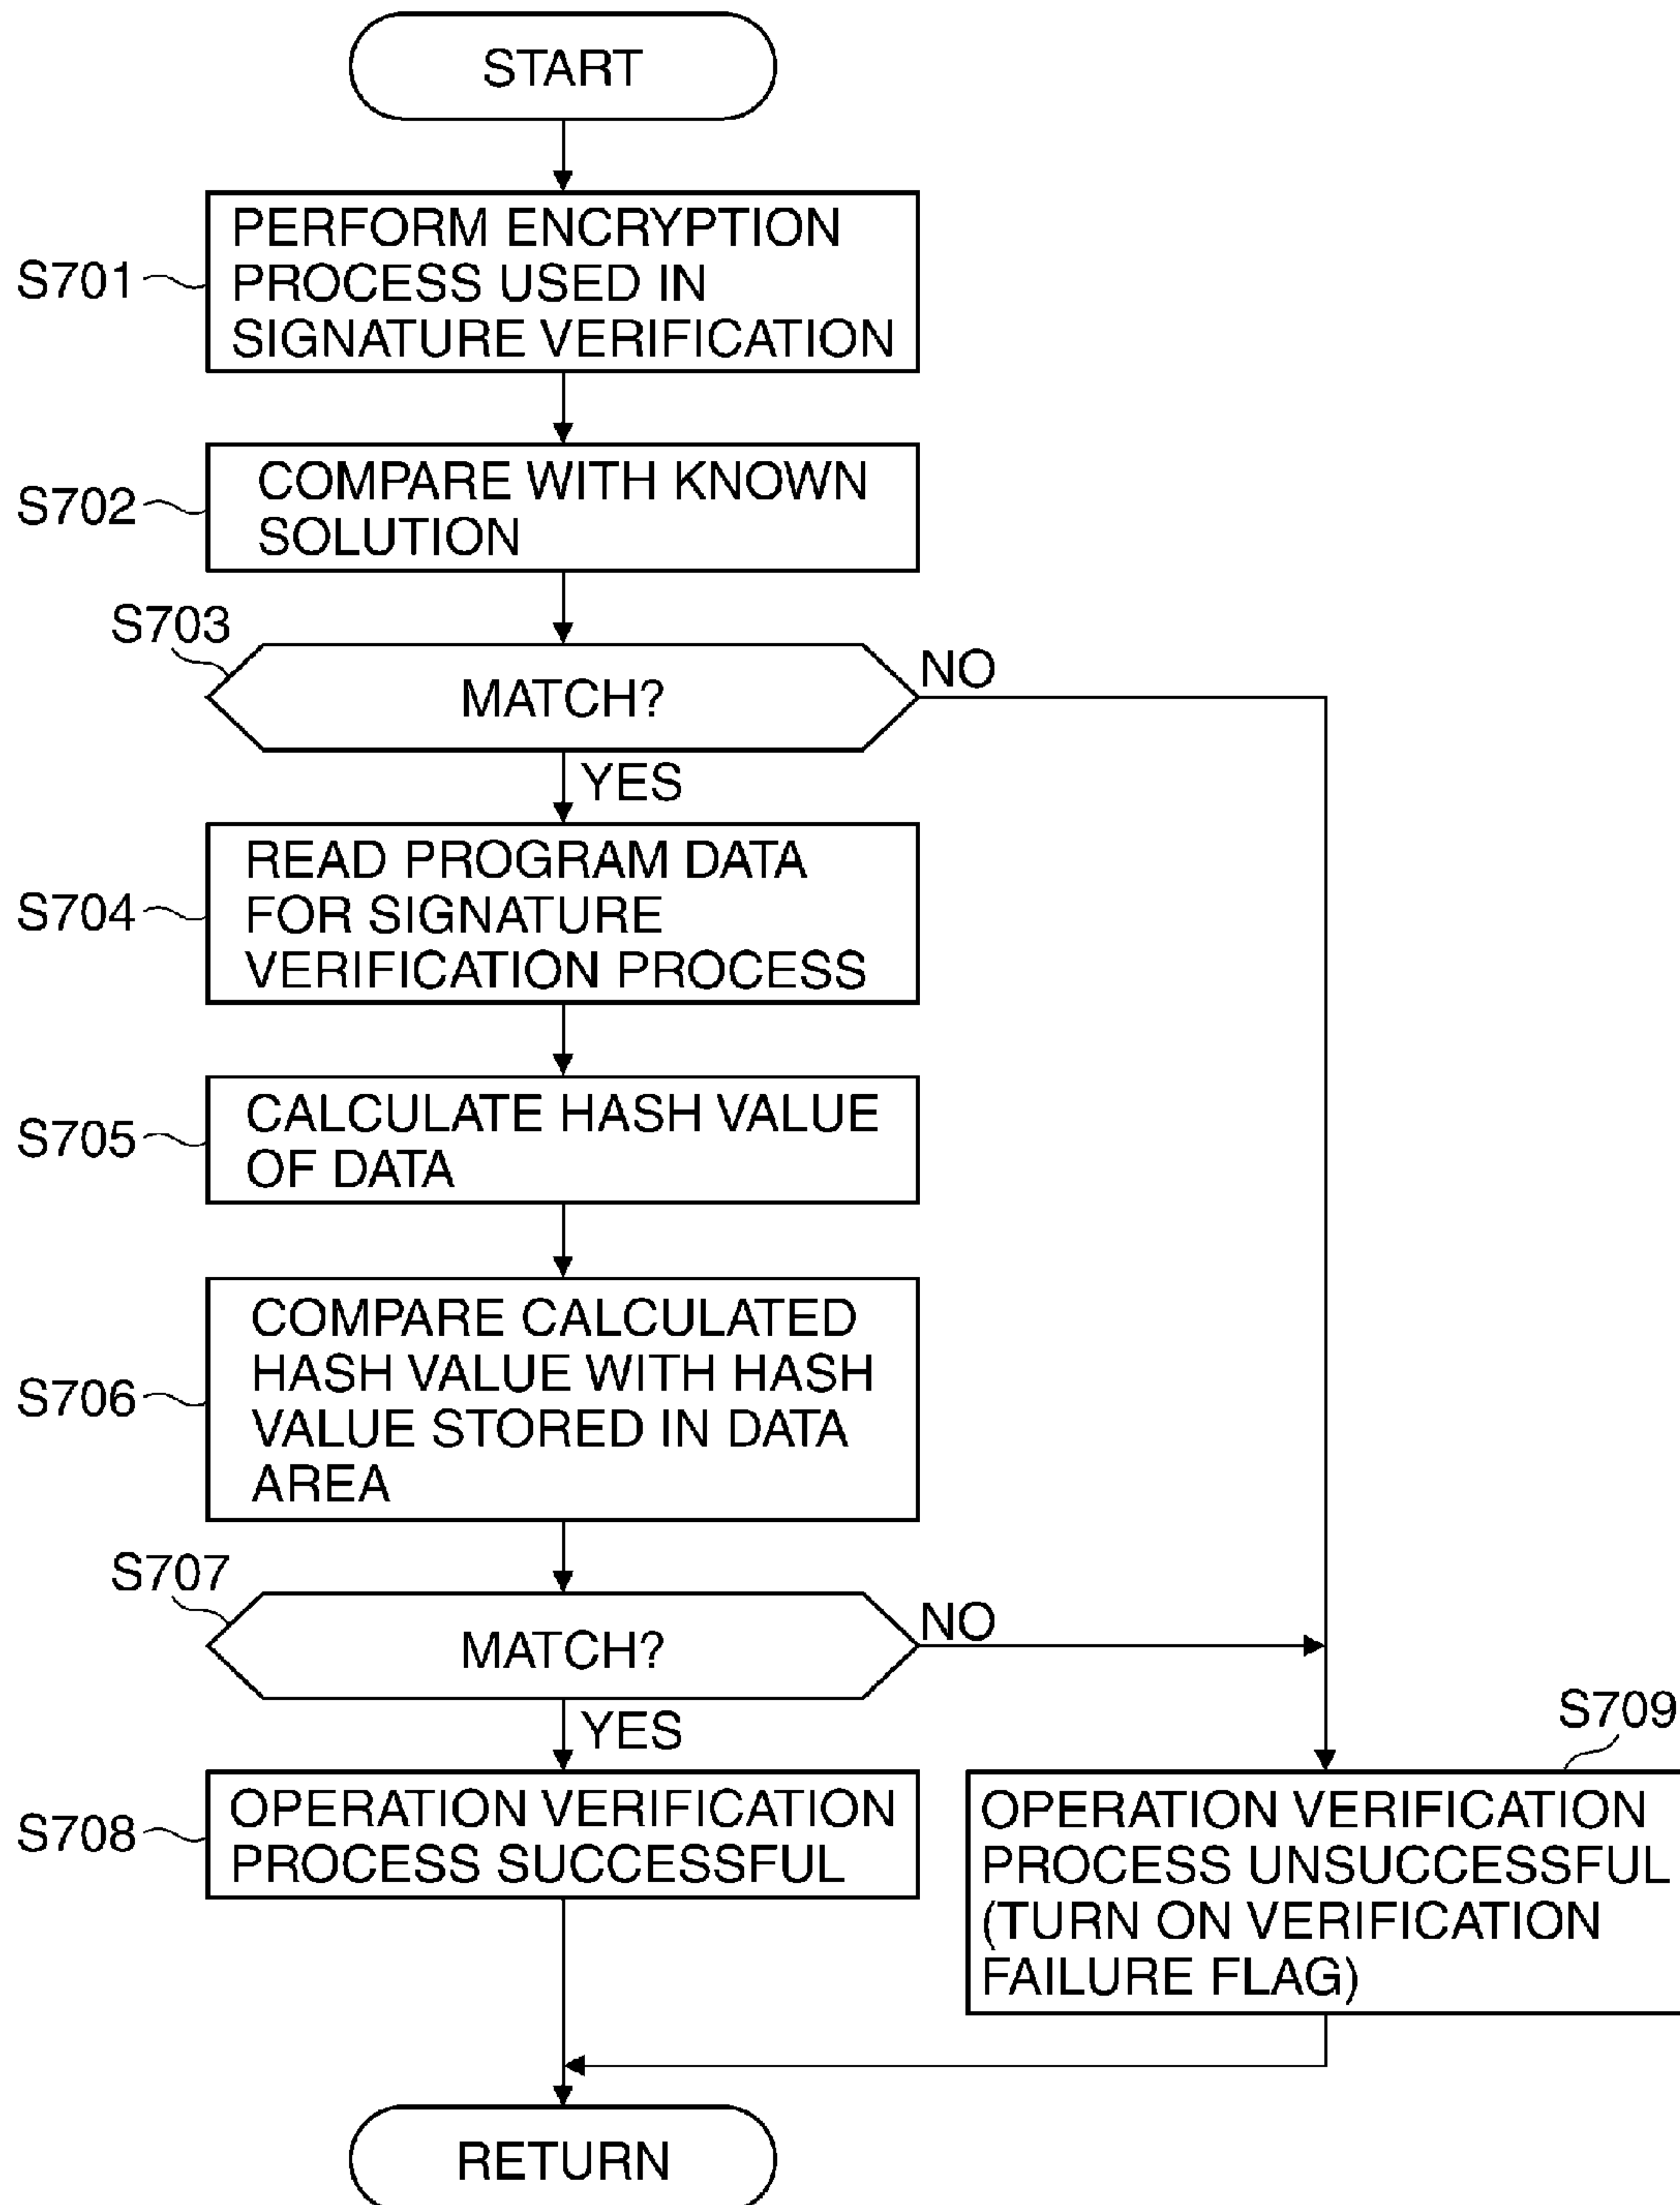 START
S701
PERFORM ENCRYPTION
PROCESS USED IN
SIGNATURE VERIFICATION
S702
COMPARE WITH KNOWN
SOLUTION
S703
MATCH?
NO
YES
S704
READ PROGRAM DATA
FOR SIGNATURE
VERIFICATION PROCESS
S705
CALCULATE HASH VALUE
OF DATA
S706
COMPARE CALCULATED
HASH VALUE WITH HASH
VALUE STORED IN DATA
AREA
S707
MATCH?
NO
YES
S708
OPERATION VERIFICATION
PROCESS SUCCESSFUL
S709
OPERATION VERIFICATION
PROCESS UNSUCCESSFUL
(TURN ON VERIFICATION
FAILURE FLAG)
RETURN